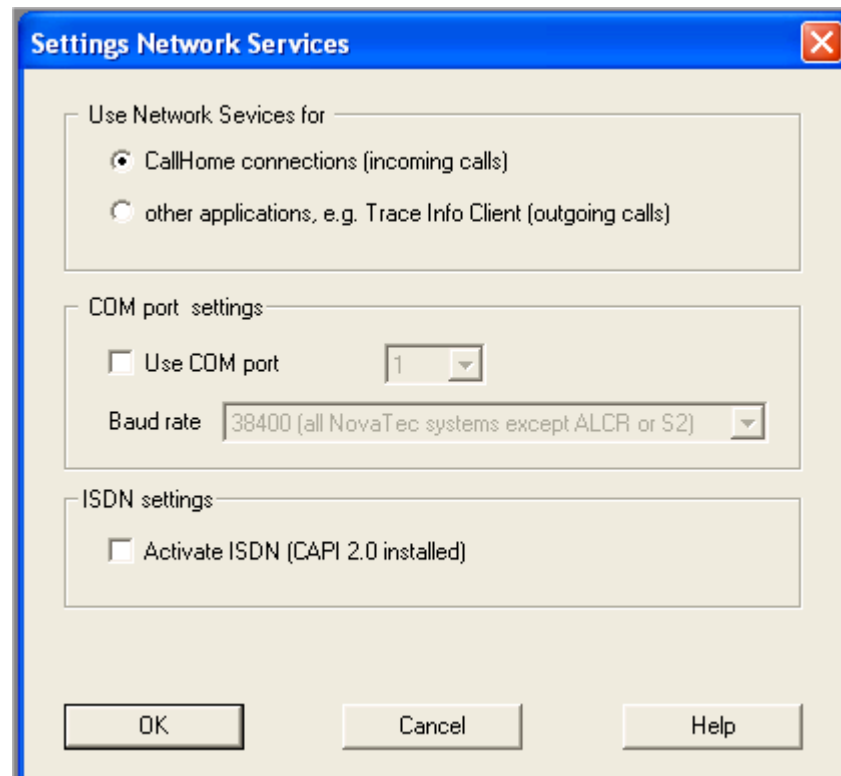 Settings Network Services
Use Network Sevices for
CallHome connections (incoming calls)
other applications, e.g. Trace Info Client (outgoing calls)
COM port settings
Use COM port 1
Baud rate 38400 (all NovaTec systems except ALCR or S2)
ISDN settings
Activate ISDN (CAPI 2.0 installed)
OK Cancel Help